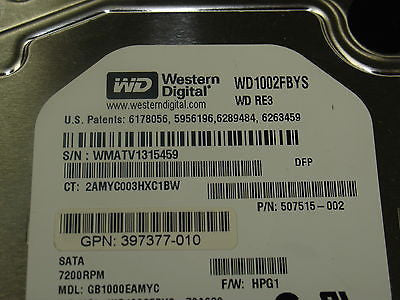 WD Western Digital WD1002FBYS
www.westerndigital.com WD RE3
U.S. Patents: 6178056, 5956196,6289484, 6263459
S/N : WMATV1315459
DFP
CT: 2AMYC003HXC1BW
P/N: 507515-002
GPN: 397377-010
SATA
7200RPM
F/W: HPG1
MDL: GB1000EAMYC